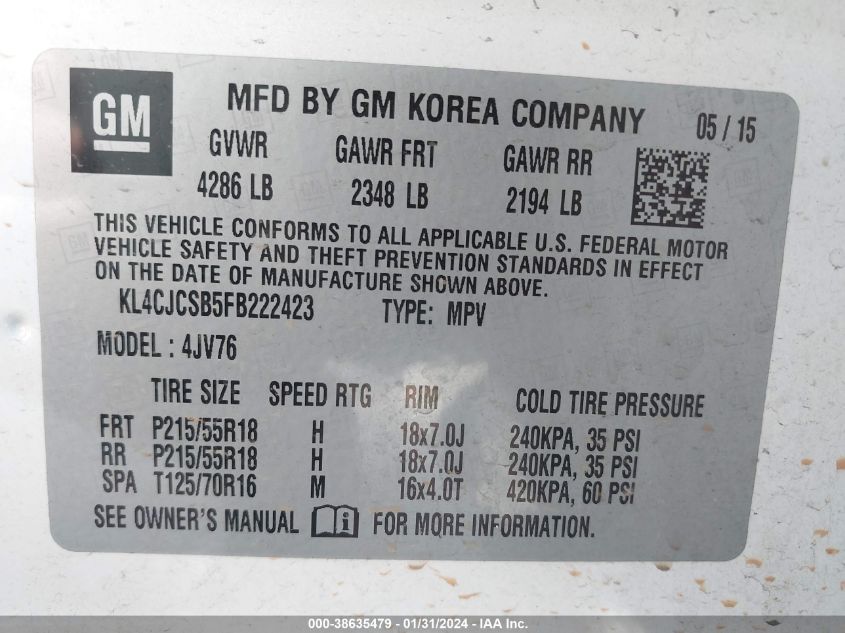 GM
MFD BY GM KOREA COMPANY 05 / 15
GVWR GAWR FRT GAWR RR
4286 LB 2348 LB 2194 LB
THIS VEHICLE CONFORMS TO ALL APPLICABLE U.S. FEDERAL MOTOR
VEHICLE SAFETY AND THEFT PREVENTION STANDARDS IN EFFECT
ON THE DATE OF MANUFACTURE SHOWN ABOVE.
KL4CJCSB5FB222423 TYPE: MPV
MODEL : 4JV76
TIRE SIZE SPEED RTG RIM COLD TIRE PRESSURE
FRT P215/55R18 H 18x7.0J 240KPA, 35 PSI
RR P215/55R18 H 18x7.0J 240KPA, 35 PSI
SPA T125/70R16 M 16x4.0T 420KPA, 60 PSI
SEE OWNER'S MANUAL i FOR MORE INFORMATION.
000-38635479 - 01/31/2024 - IAA Inc.